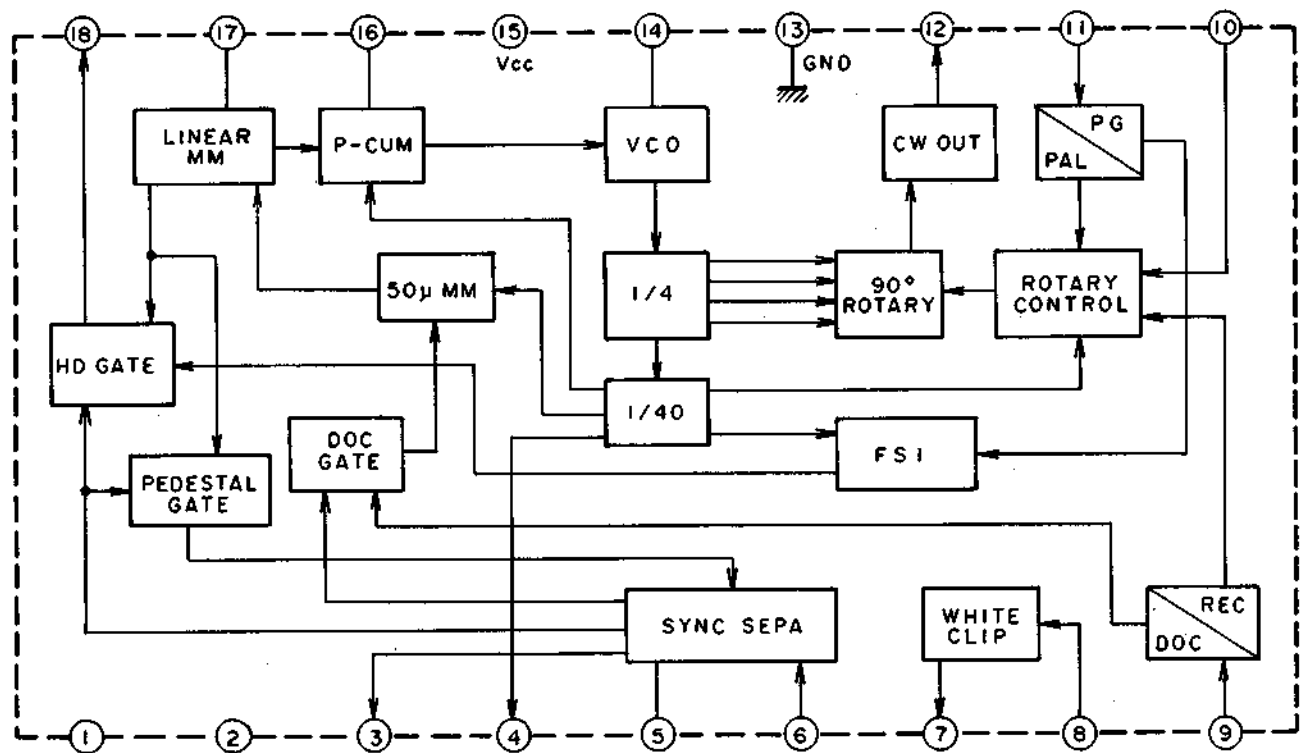 18 17 16 15 14 13 12 11 10
Vcc GND
LINEAR
MM
P-CUM
VCO
CW OUT
PG
PAL
50μ MM
1/4
90°
ROTARY
ROTARY
CONTROL
HD GATE
1/40
DOC
GATE
FS1
PEDESTAL
GATE
SYNC SEPA
WHITE
CLIP
REC
DOC
1 2 3 4 5 6 7 8 9